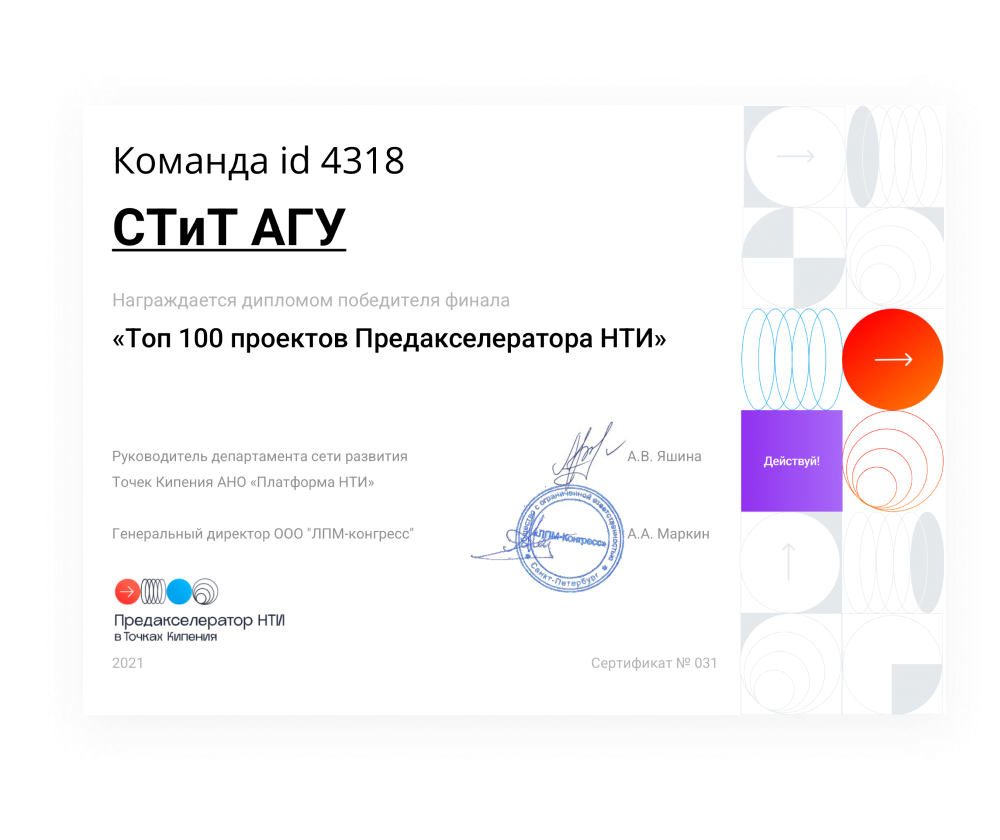 Команда id 4318
СТиТ АГУ
Награждается дипломом победителя финала
«Топ 100 проектов Предакселератора НТИ»
Руководитель департамента сети развития
Точек Кипения АНО «Платформа НТИ»
А.В. Яшина
Генеральный директор ООО "ЛПМ-конгресс"
А.А. Маркин
Общество с ограниченной ответственностью
«ЛПМ-Конгресс»
Санкт-Петербург
Действуй!
Предакселератор НТИ
в Точках Кипения
2021
Сертификат № 031